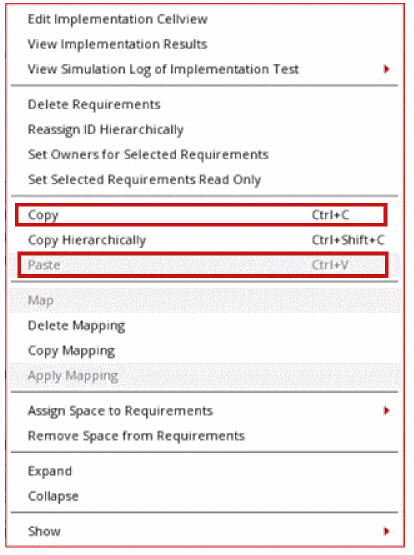 Edit Implementation Cellview
View Implementation Results
View Simulation Log of Implementation Test
Delete Requirements
Reassign ID Hierarchically
Set Owners for Selected Requirements
Set Selected Requirements Read Only
Copy Ctrl+C
Copy Hierarchically Ctrl+Shift+C
Paste Ctrl+V
Map
Delete Mapping
Copy Mapping
Apply Mapping
Assign Space to Requirements
Remove Space from Requirements
Expand
Collapse
Show